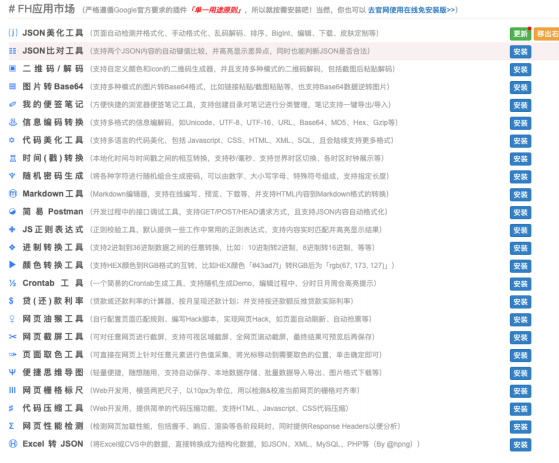 # FH应用市场 (严格遵循Google官方要求的插件「单一用途原则」, 所以就按需安装吧! 当然, 你也可以 去官网使用在线免安装版>>)
JSON美化工具 (页面自动检测并格式化、手动格式化、乱码解码、排序、BigInt、编辑、下载、皮肤定制等) 更新 移出右
JSON比对工具 (支持两个JSON内容的自动键值比较, 并高亮显示差异点, 同时也能判断JSON是否合法) 安装
二维码/解码 (支持自定义颜色和icon的二维码生成器, 并且支持多种模式的二维码解码, 包括截图后粘贴解码) 安装
图片转Base64 (支持多种模式的图片转Base64格式, 比如链接粘贴/截图粘贴等, 也支持Base64数据逆转图片) 安装
我的便签笔记 (方便快捷的浏览器便签笔记工具, 支持创建目录对笔记进行分类管理, 笔记支持一键导出/导入) 安装
信息编码转换 (支持多格式的信息编解码, 如Unicode、UTF-8、UTF-16、URL、Base64、MD5、Hex、Gzip等) 安装
代码美化工具 (支持多语言的代码美化, 包括 Javascript、CSS、HTML、XML、SQL, 且会陆续支持更多格式) 安装
时间(戳)转换 (本地化时间与时间戳之间的相互转换, 支持秒/毫秒、支持世界时区切换、各时区时钟展示等) 安装
随机密码生成 (将各种字符进行随机组合生成密码, 可以由数字、大小写字母、特殊符号组成, 支持指定长度) 安装
Markdown工具 (Markdown编辑器, 支持在线编写、预览、下载等, 并支持HTML内容到Markdown格式的转换) 安装
简易 Postman (开发过程中的接口调试工具, 支持GET/POST/HEAD请求方式, 且支持JSON内容自动格式化) 安装
JS正则表达式 (正则校验工具, 默认提供一些工作中常用的正则表达式, 支持内容实时匹配并高亮显示结果) 安装
进制转换工具 (支持2进制到36进制数据之间的任意转换, 比如: 10进制转2进制, 8进制转16进制, 等等) 安装
颜色转换工具 (支持HEX颜色到RGB格式的互转, 比如HEX颜色「#43ad7f」转RGB后为「rgb(67, 173, 127)」) 安装
Crontab 工具 (一个简易的Crontab生成工具, 支持随机生成Demo, 编辑过程中, 分时日月周会高亮提示) 安装
贷(还)款利率 (贷款或还款利率的计算器, 按月呈现还款计划; 并支持按还款额反推贷款实际利率) 安装
网页油猴工具 (自行配置页面匹配规则、编写Hack脚本, 实现网页Hack, 如页面自动刷新、自动抢票等) 安装
网页截屏工具 (可对任意网页进行截屏, 支持可视区域截屏、全网页滚动截屏, 最终结果可预览后再保存) 安装
页面取色工具 (可直接在网页上针对任意元素进行色值采集, 将光标移动到需要取色的位置, 单击确定即可) 安装
便捷思维导图 (轻量便捷, 随想随用, 支持自动保存、本地数据存储、批量数据导入导出、图片格式下载等) 安装
网页栅格标尺 (Web开发用, 横竖两把尺子, 以10px为单位, 用以检测&校准当前网页的栅格对齐率) 安装
代码压缩工具 (Web开发用, 提供简单的代码压缩功能, 支持HTML、Javascript、CSS代码压缩) 安装
网页性能检测 (检测网页加载性能, 包括握手、响应、渲染等各阶段耗时, 同时提供Response Headers以便分析) 安装
Excel 转 JSON (将Excel或CVS中的数据, 直接转换成为结构化数据, 如JSON、XML、MySQL、PHP等 (By @hpng) ) 安装